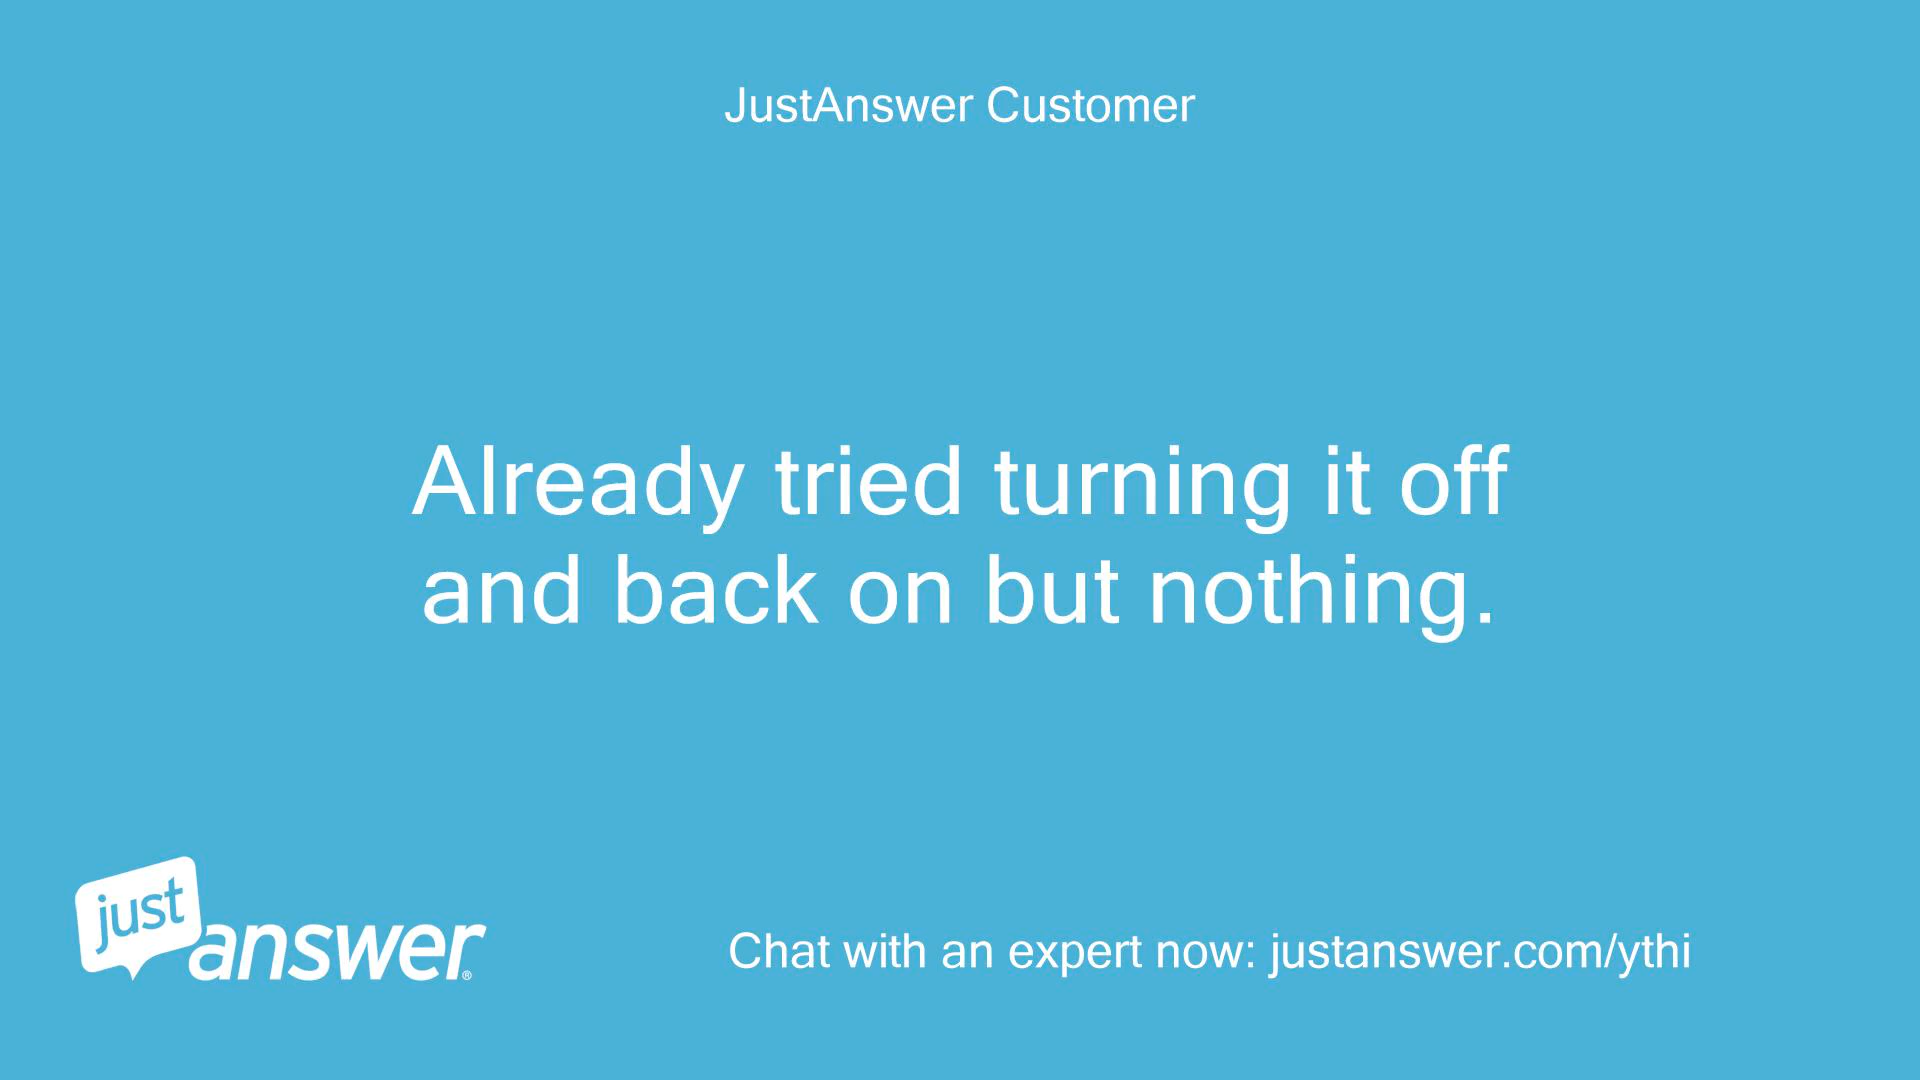 JustAnswer Customer
Already tried turning it off
and back on but nothing.
just
answer®
Chat with an expert now: justanswer.com/ythi